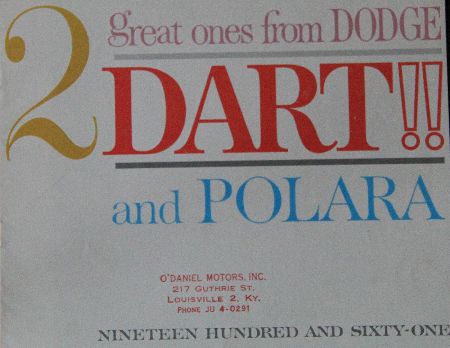 2 great ones from DODGE
DART!!
and POLARA
O'DANIEL MOTORS, INC.
217 GUTHRIE ST.
LOUISVILLE 2, KY.
PHONE JU 4-0291
NINETEEN HUNDRED AND SIXTY-ONE